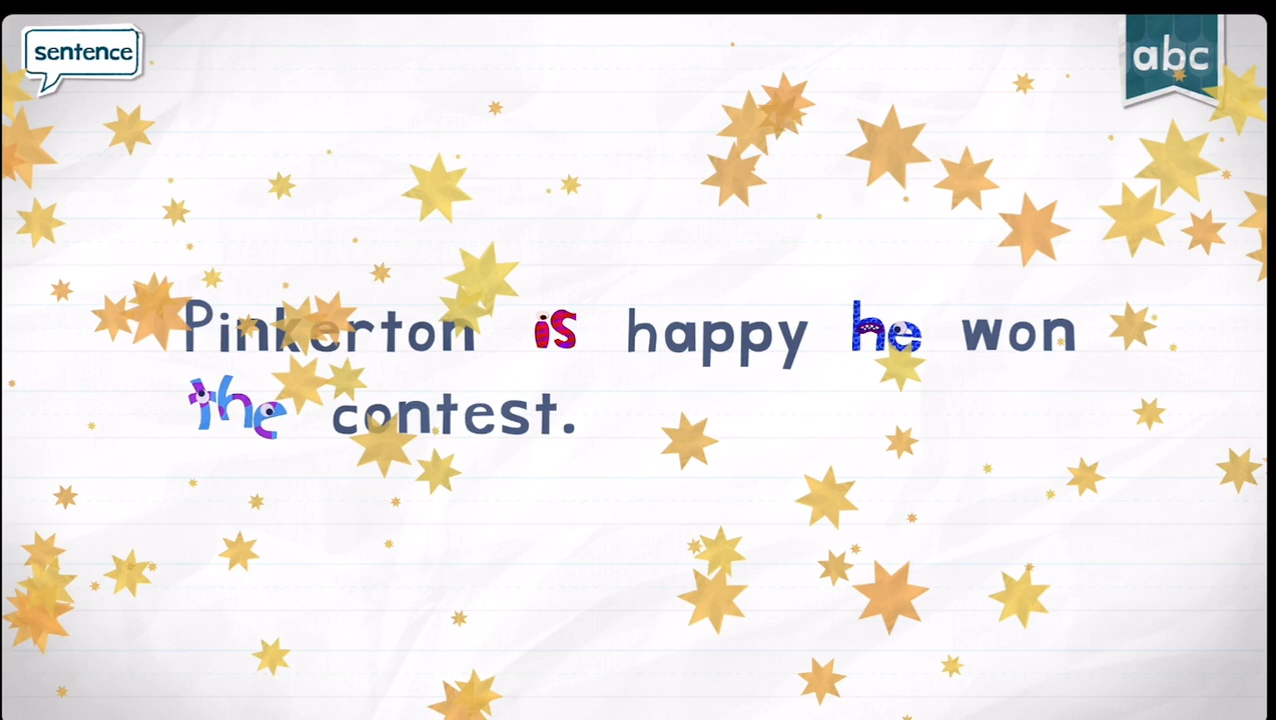 sentence
abc
Pinkerton is happy he won
the contest.